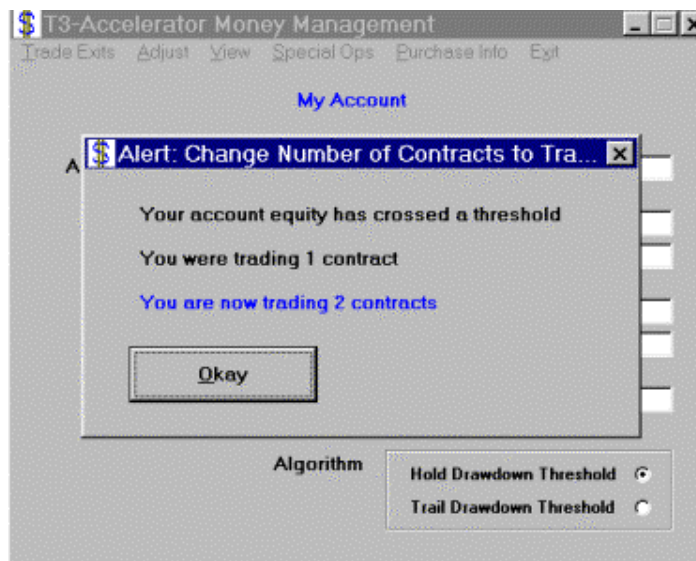 T3-Accelerator Money Management
Trade Exits Adjust View Special Ops Purchase Info Exit
My Account
A
Alert: Change Number of Contracts to Tra...
Your account equity has crossed a threshold
You were trading 1 contract
You are now trading 2 contracts
Okay
Algorithm
Hold Drawdown Threshold
Trail Drawdown Threshold